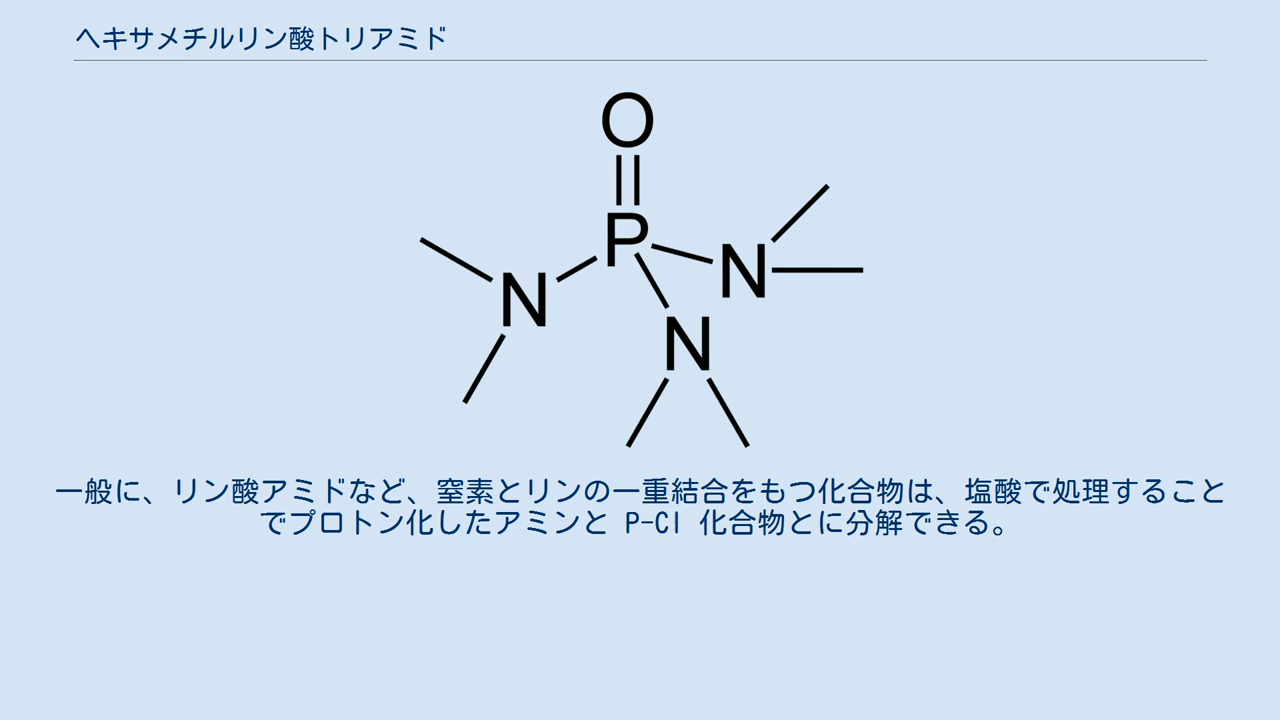 ヘキサメチルリン酸トリアミド
O
P
N
N
N
一般に、リン酸アミドなど、窒素とリンの一重結合をもつ化合物は、塩酸で処理すること
でプロトン化したアミンと P-Cl 化合物とに分解できる。